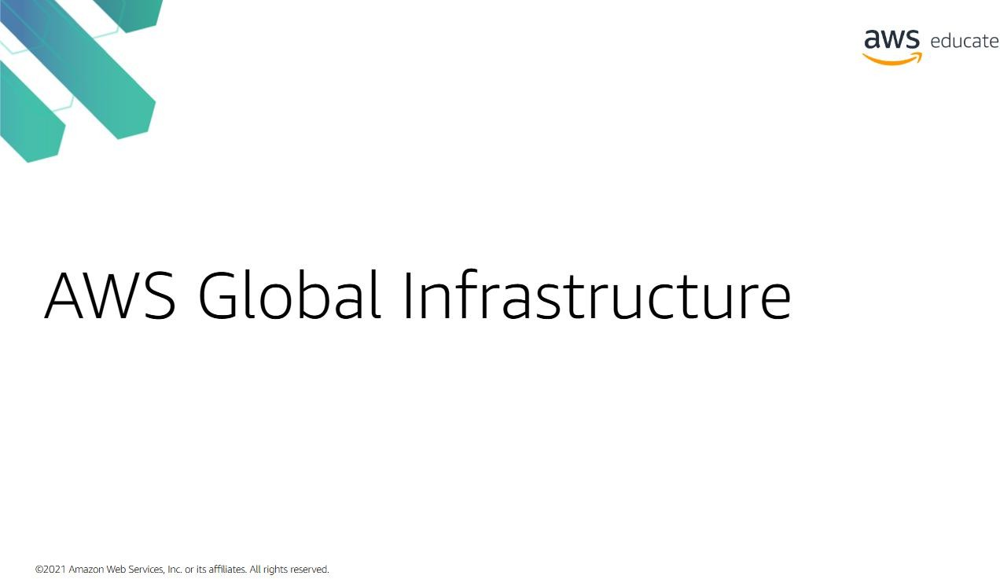 aws educate
AWS Global Infrastructure
©2021 Amazon Web Services, Inc. or its affiliates. All rights reserved.